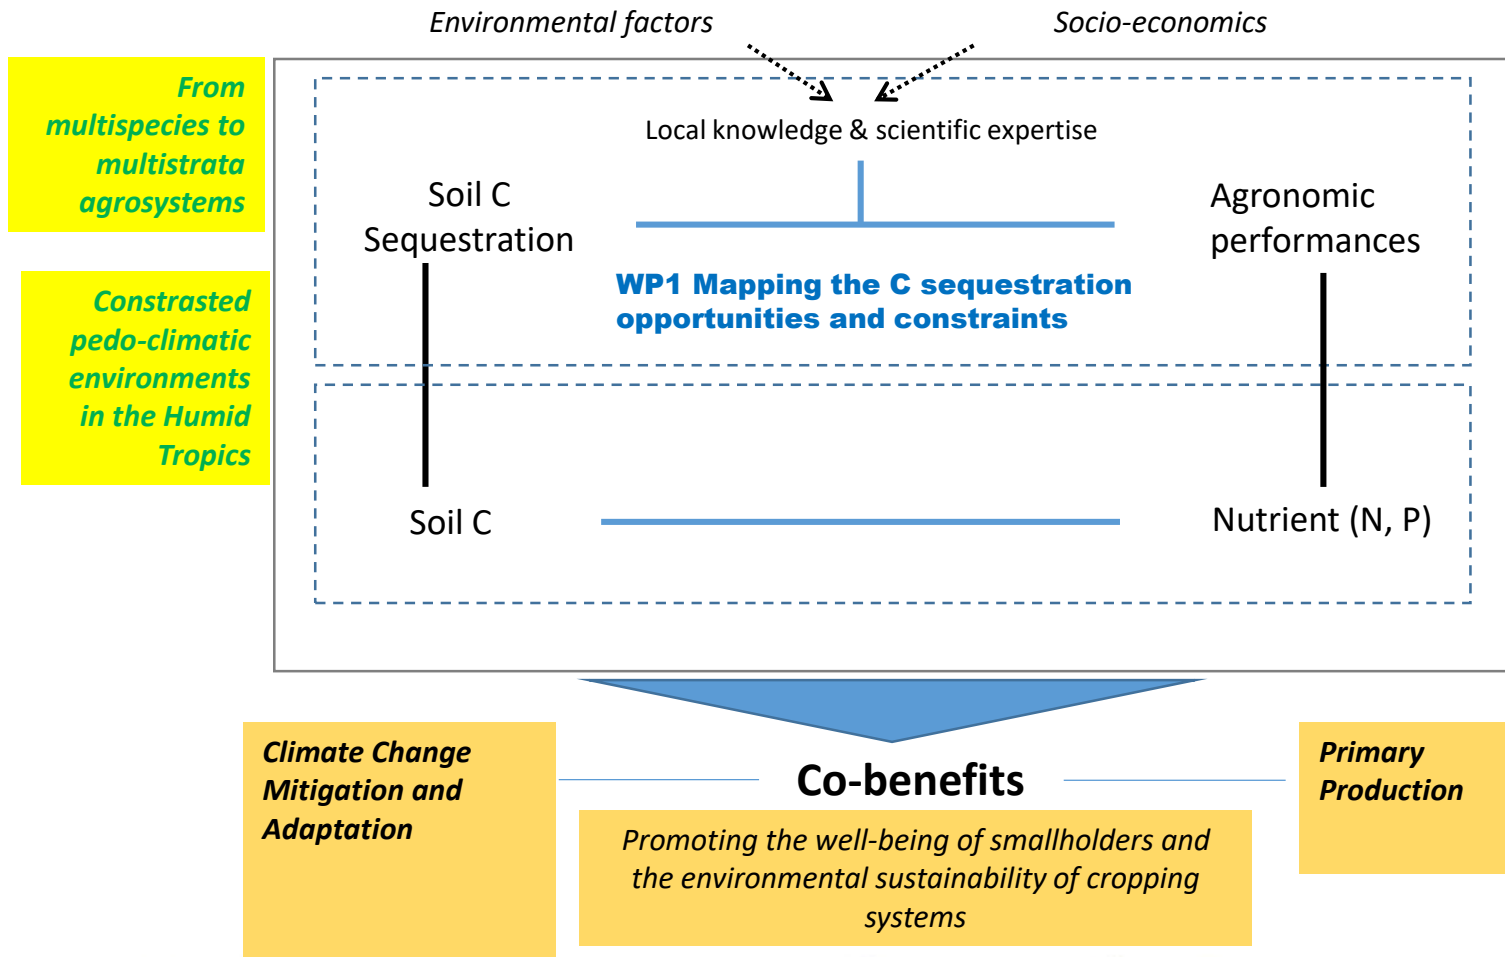 Environmental factors
Socio-economics
From
multispecies to
multistrata
agrosystems
Local knowledge & scientific expertise
Soil C
Sequestration
Agronomic
performances
WP1 Mapping the C sequestration
opportunities and constraints
Constrasted
pedo-climatic
environments
in the Humid
Tropics
Soil C
Nutrient (N, P)
Climate Change
Mitigation and
Adaptation
Co-benefits
Primary
Production
Promoting the well-being of smallholders and
the environmental sustainability of cropping
systems